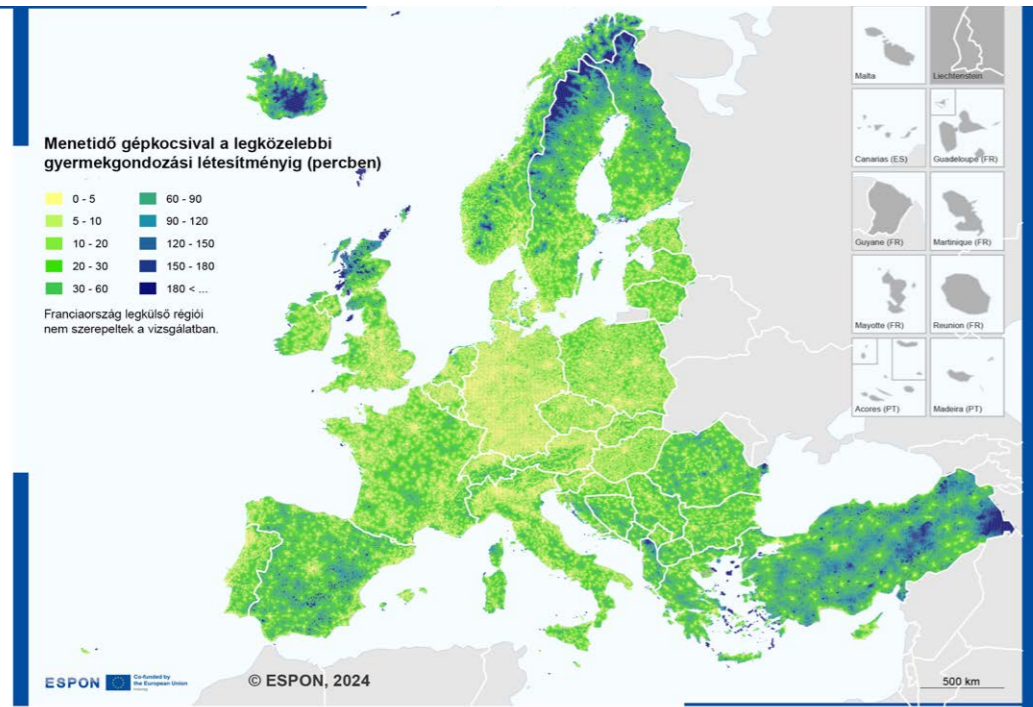 Malta
Liechtenstein
Menetidő gépkocsival a legközelebbi
gyermekgondozási létesítményig (percben)
0 - 5
60 - 90
5 - 10
90 - 120
10 - 20
120 - 150
20 - 30
150 - 180
30 - 60
180 < ...
Franciaország legkülső régiói
nem szerepeltek a vizsgálatban.
Canarias (ES)
Guadeloupe (FR)
Guyane (FR)
Martinique (FR)
Mayotte (FR)
Reunion (FR)
Acores (PT)
Madeira (PT)
ESPON
Co-funded by
the European Union
Interreg
© ESPON, 2024
500 km